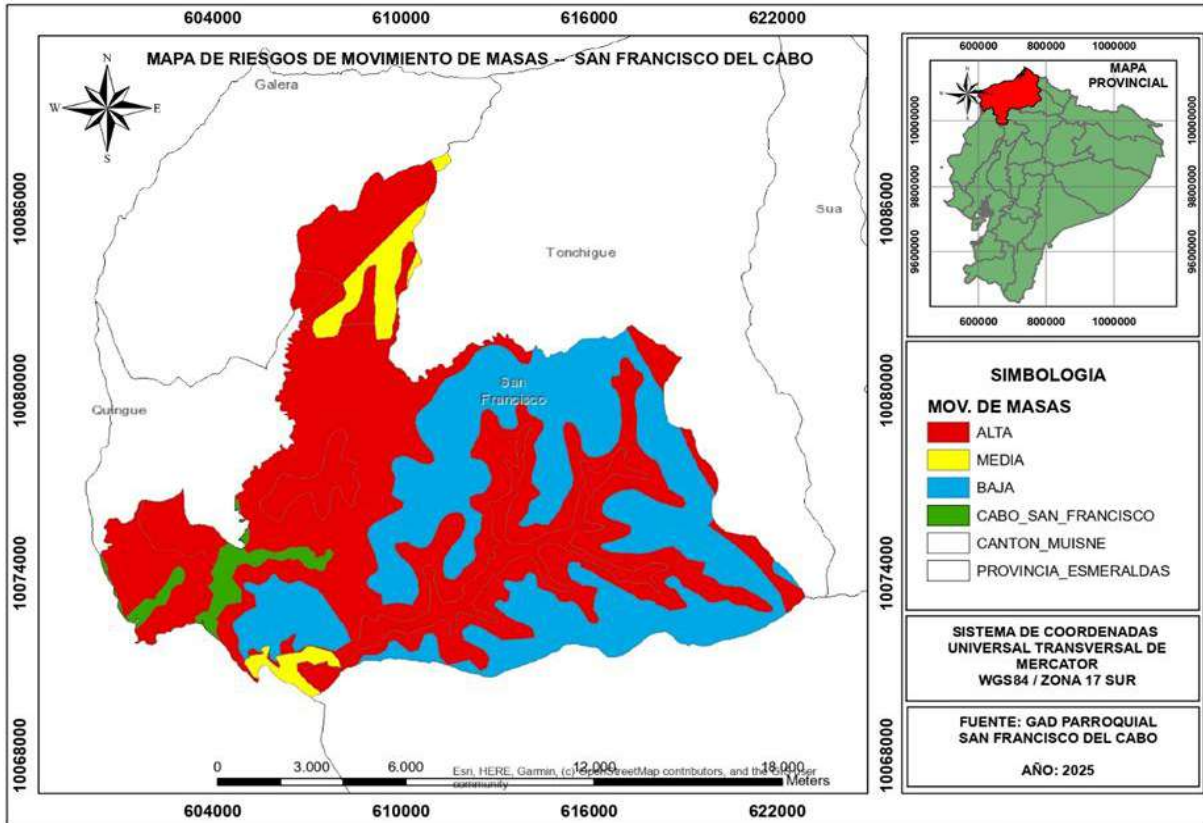 604000 610000 616000 622000
MAPA DE RIESGOS DE MOVIMIENTO DE MASAS -- SAN FRANCISCO DEL CABO
N
W E
S
Galera
Sua
Tonchigue
San
Francisco
Quingue
10086000 10080000 10074000 10068000
10086000 10080000 10074000 10068000
0 3.000 6.000 12.000 18.000
Meters
Esri, HERE, Garmin, (c) OpenStreetMap contributors, and the GIS user
community
604000 610000 616000 622000
600000 800000 1000000
MAPA
PROVINCIAL
10000000 9800000 9600000
10000000 9800000 9600000
600000 800000 1000000
SIMBOLOGIA
MOV. DE MASAS
ALTA
MEDIA
BAJA
CABO_SAN_FRANCISCO
CANTON_MUISNE
PROVINCIA_ESMERALDAS
SISTEMA DE COORDENADAS
UNIVERSAL TRANSVERSAL DE
MERCATOR
WGS84 / ZONA 17 SUR
FUENTE: GAD PARROQUIAL
SAN FRANCISCO DEL CABO
AÑO: 2025